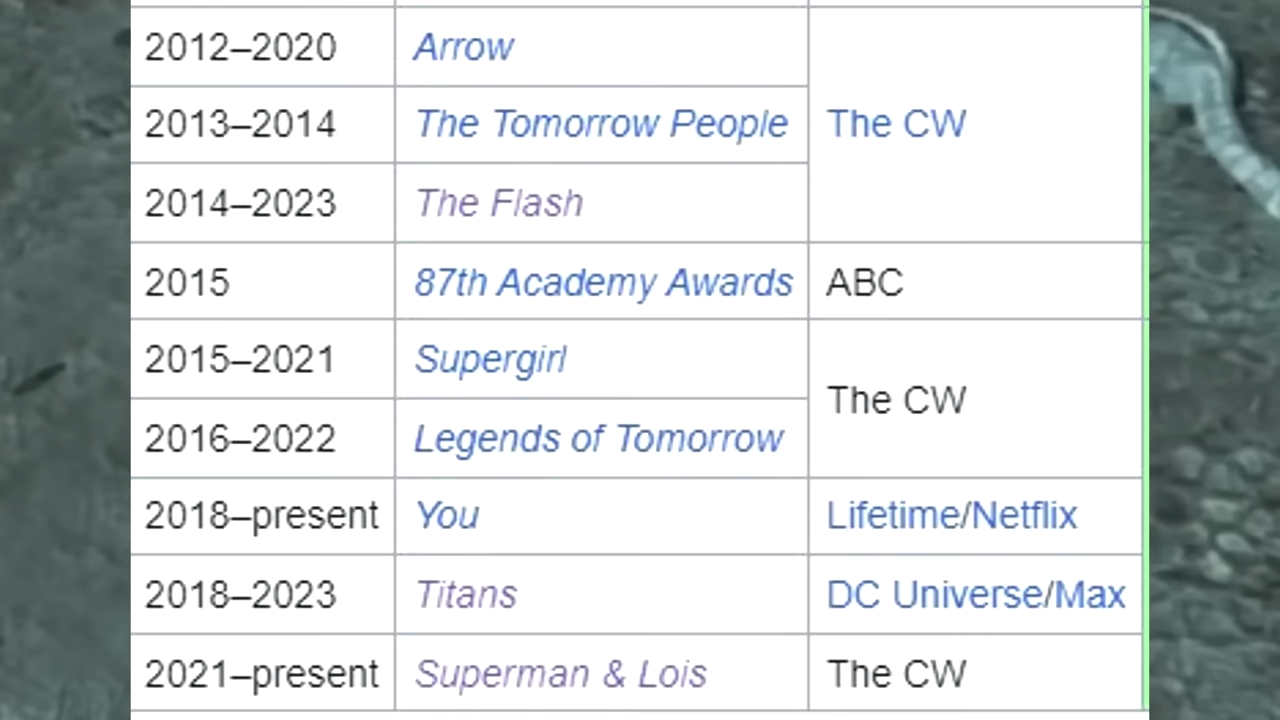 2012–2020 Arrow
2013–2014 The Tomorrow People The CW
2014–2023 The Flash
2015 87th Academy Awards ABC
2015–2021 Supergirl
The CW
2016–2022 Legends of Tomorrow
2018–present You Lifetime/Netflix
2018–2023 Titans DC Universe/Max
2021–present Superman & Lois The CW